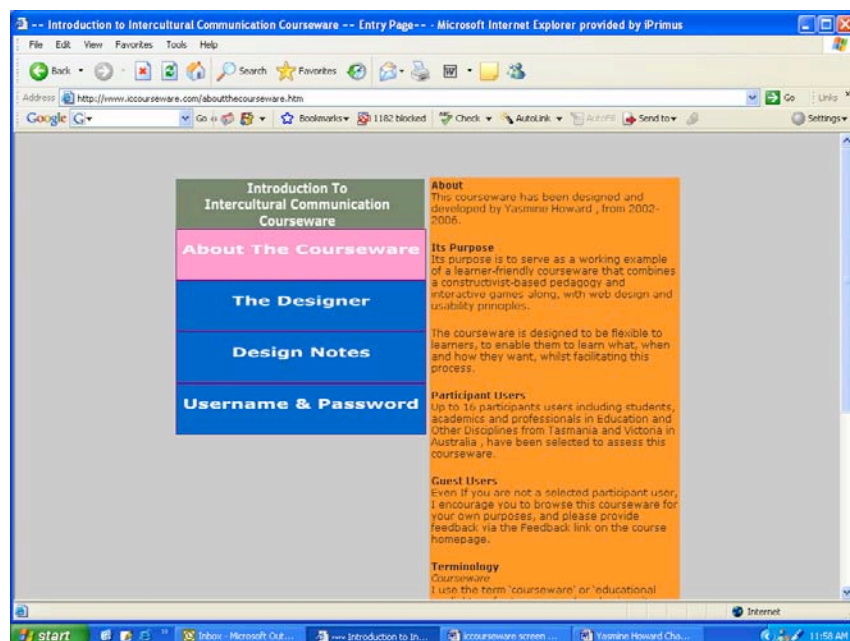 -- Introduction to Intercultural Communication Courseware -- Entry Page-- - Microsoft Internet Explorer provided by iPrimus
File Edit View Favorites Tools Help
Back Search Favorites
Address http://www.iccourseware.com/aboutthecourseware.htm Go Links »
Google G Go Bookmarks 1182 blocked Check AutoLink AutoFill Send to Settings
Introduction To
Intercultural Communication
Courseware
About The Courseware
The Designer
Design Notes
Username & Password
About
This courseware has been designed and
developed by Yasmine Howard , from 2002-
2006.
Its Purpose
Its purpose is to serve as a working example
of a learner-friendly courseware that combines
a constructivist-based pedagogy and
interactive games along, with web design and
usability principles.
The courseware is designed to be flexible to
learners, to enable them to learn what, when
and how they want, whilst facilitating this
process.
Participant Users
Up to 16 participants users including students,
academics and professionals in Education and
Other Disciplines from Tasmania and Victoria in
Australia , have been selected to assess this
courseware.
Guest Users
Even If you are not a selected participant user,
I encourage you to browse this courseware for
your own purposes, and please provide
feedback via the Feedback link on the course
homepage.
Terminology
Courseware
I use the term 'courseware' or 'educational
Internet
start Inbox - Microsoft Out... Introduction to In... iccourseware screen ... Yasmine Howard Cha... 11:58 AM